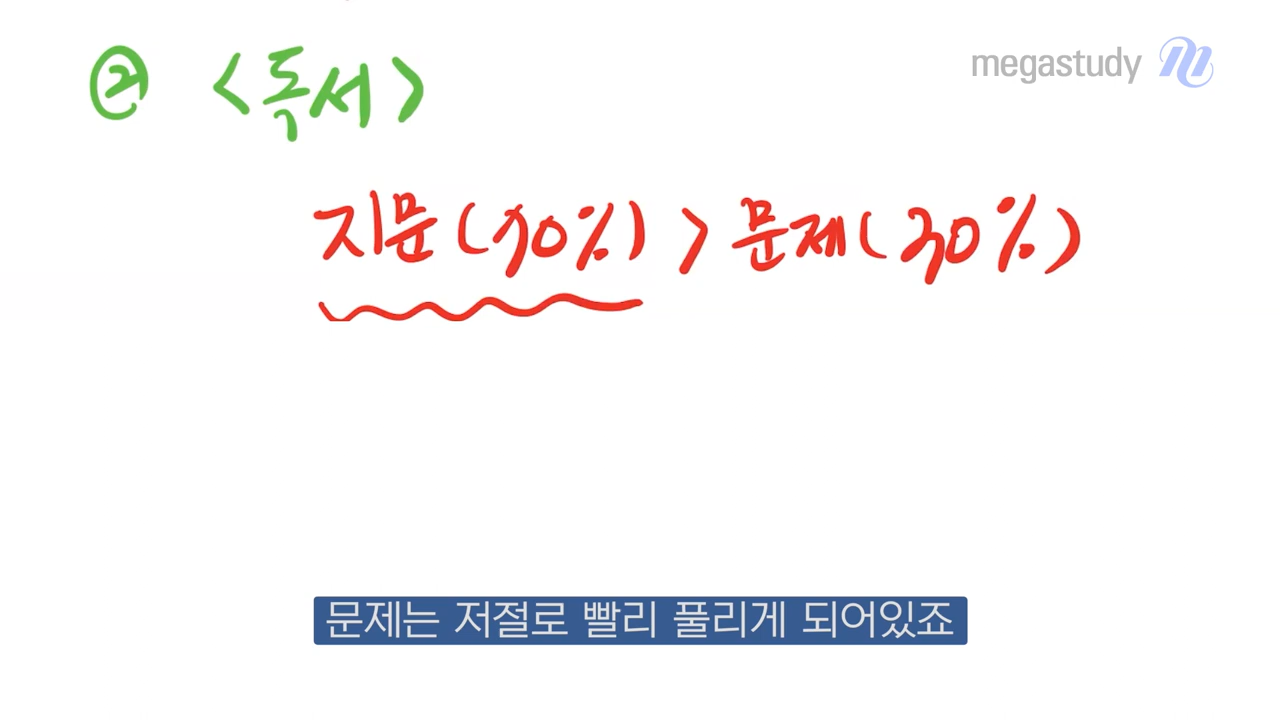 megastudy
② <독서>
지문(70%) > 문제(30%)
문제는 저절로 빨리 풀리게 되어있죠